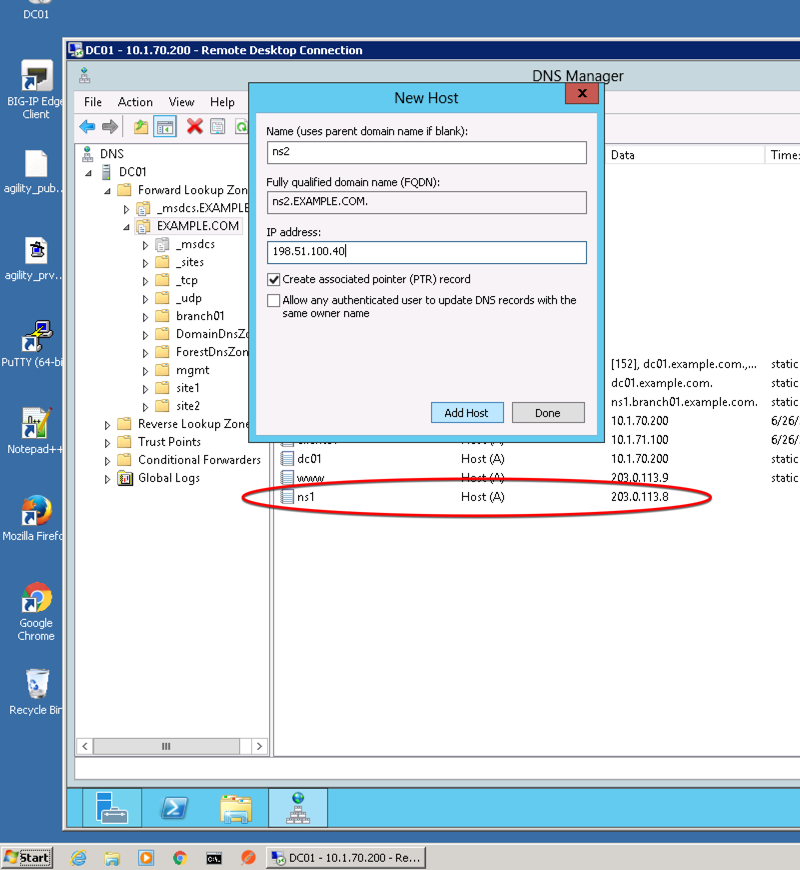 DC01
BIG-IP Edge
Client
agility_pub...
agility_prv...
PuTTY (64-bi
Notepad++
Mozilla Firefo
Google
Chrome
Recycle Bin
DC01 - 10.1.70.200 - Remote Desktop Connection
DNS Manager
File Action View Help
DNS
DC01
Forward Lookup Zon
_msdcs.EXAMPLE
EXAMPLE.COM
_msdcs
_sites
_tcp
_udp
branch01
DomainDnsZo
ForestDnsZon
mgmt
site1
site2
Reverse Lookup Zone
Trust Points
Conditional Forwarders
Global Logs
New Host
x
Name (uses parent domain name if blank):
ns2
Fully qualified domain name (FQDN):
ns2.EXAMPLE.COM.
IP address:
198.51.100.40
Create associated pointer (PTR) record
Allow any authenticated user to update DNS records with the
same owner name
Add Host Done
Data Time
[152], dc01.example.com.,... static
dc01.example.com. static
ns1.branch01.example.com. static
10.1.70.200 6/26/
10.1.71.100 6/26/
dc01 Host (A) 10.1.70.200 static
www Host (A) 203.0.113.9 static
ns1 Host (A) 203.0.113.8
Start
C:\.
DC01 - 10.1.70.200 - Re...